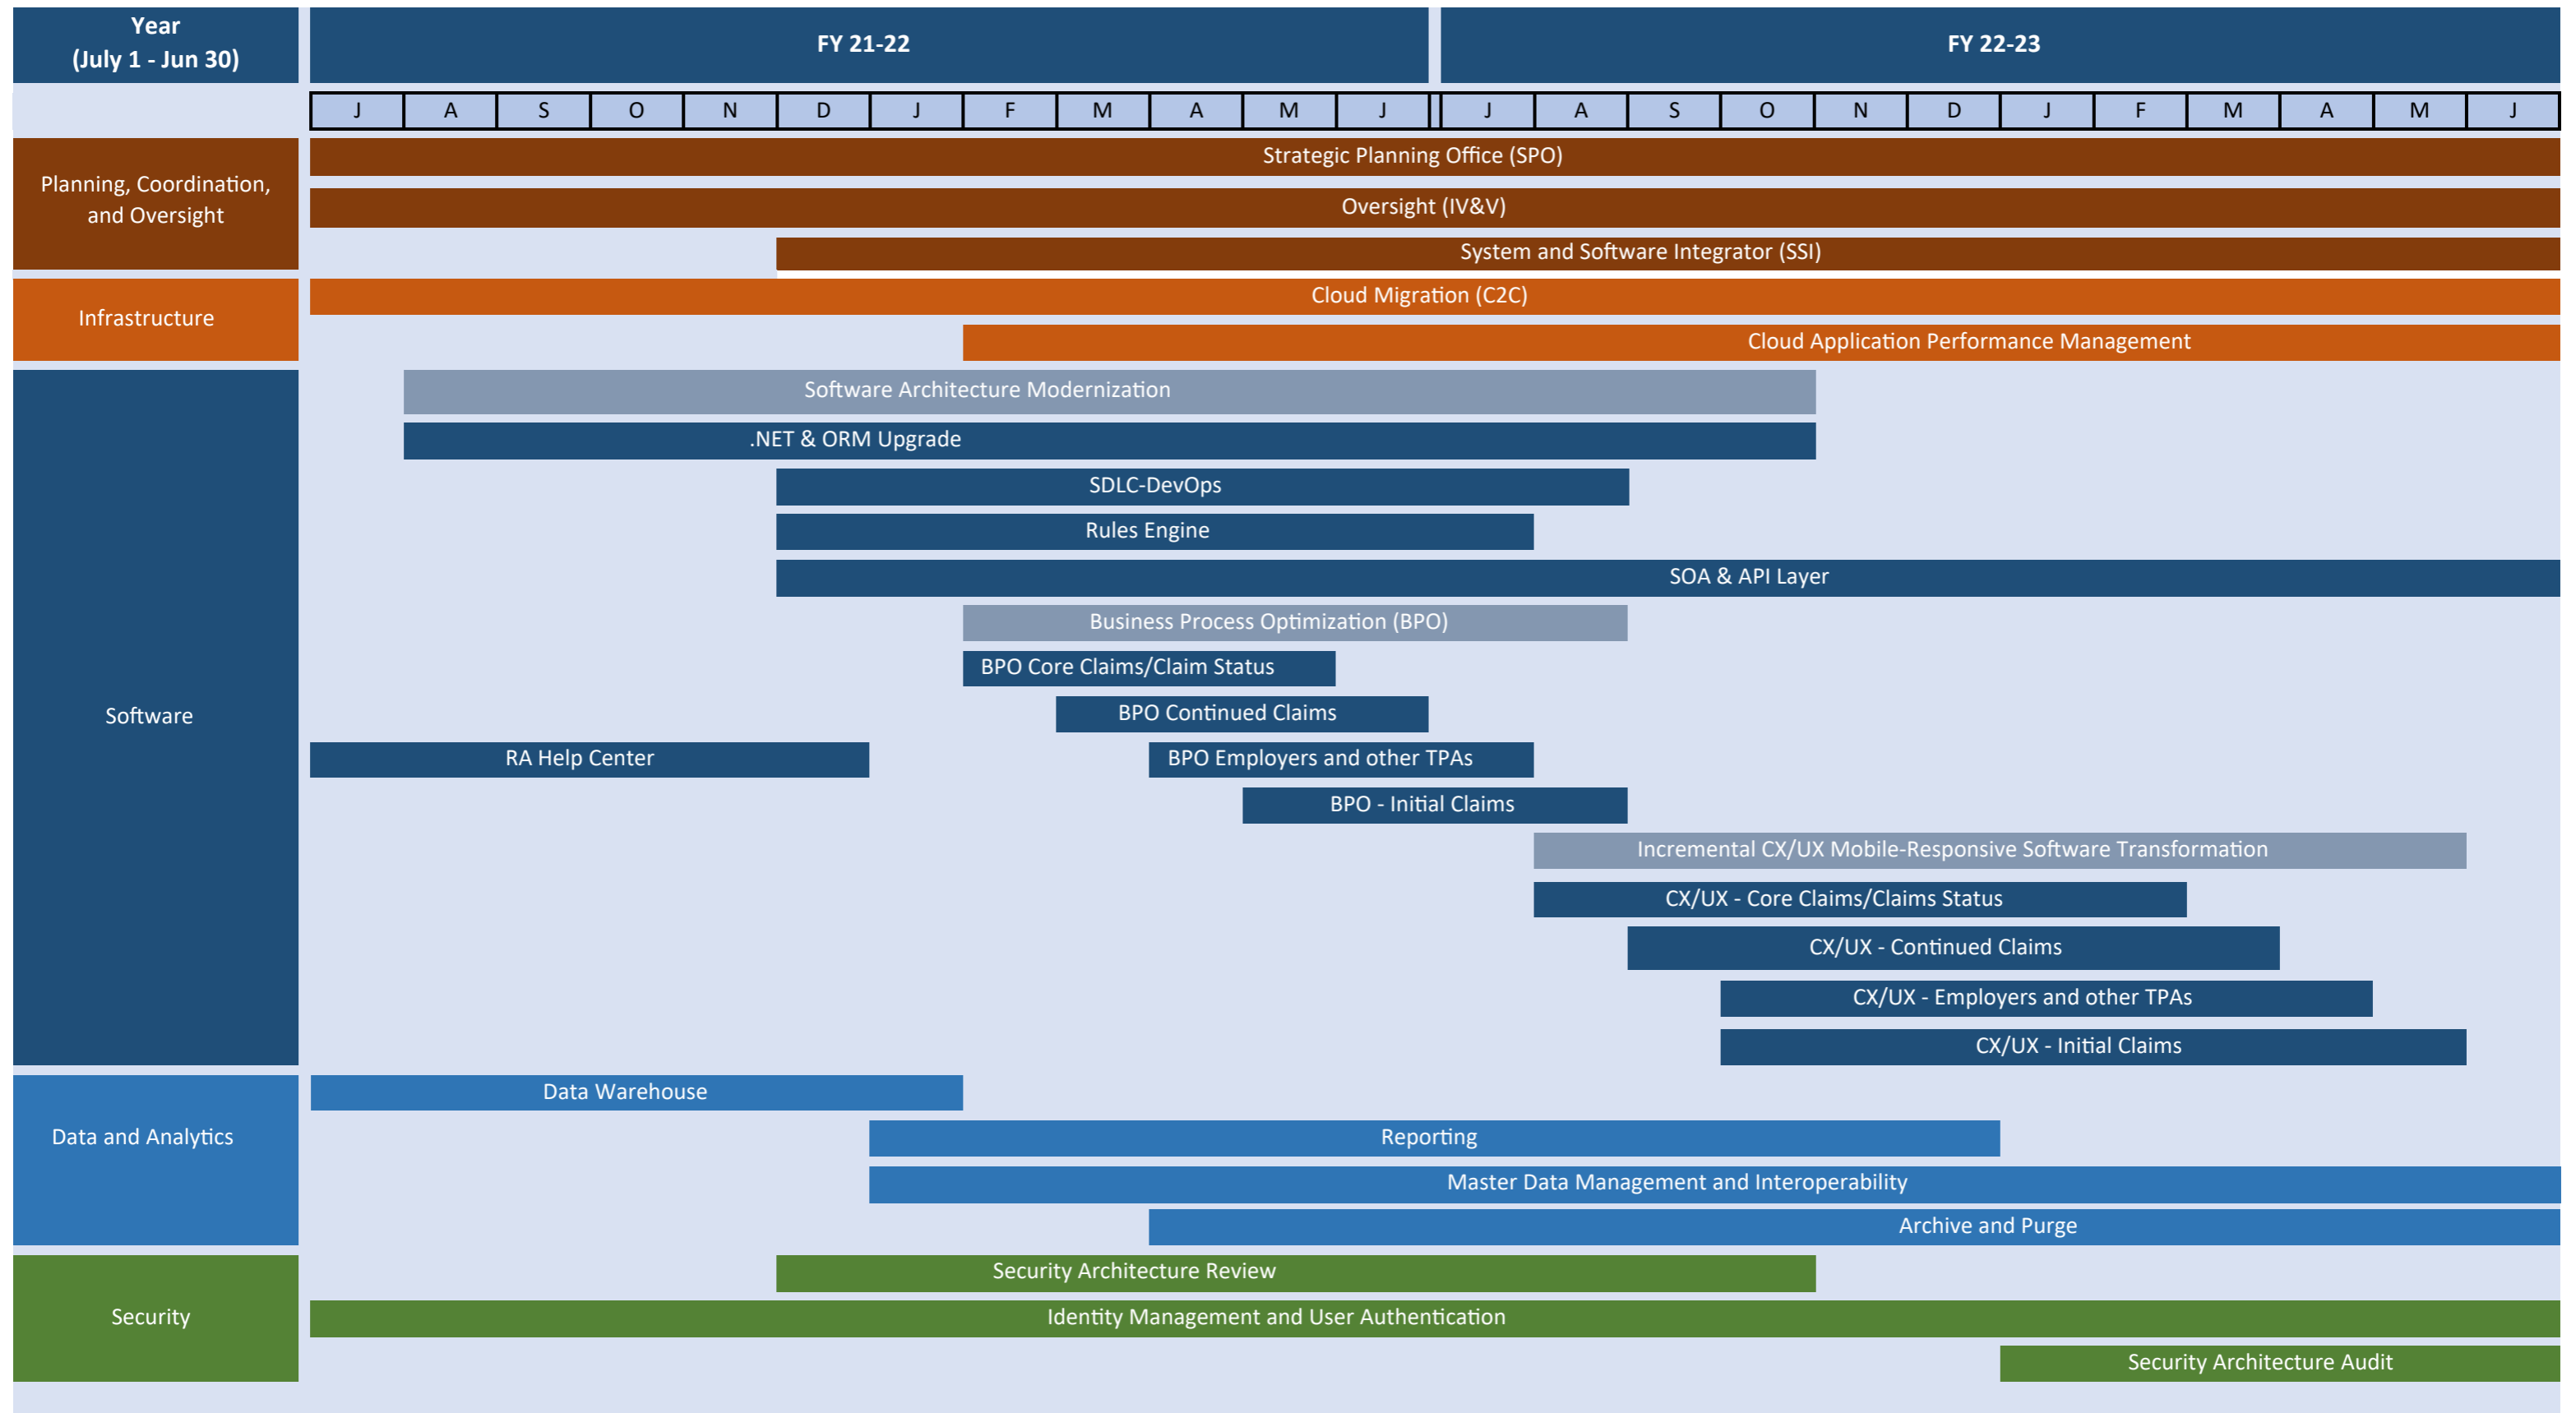 Year
(July 1 - Jun 30)
FY 21-22
FY 22-23
J A S O N D J F M A M J J A S O N D J F M A M J
Planning, Coordination,
and Oversight
Strategic Planning Office (SPO)
Oversight (IV&V)
System and Software Integrator (SSI)
Infrastructure
Cloud Migration (C2C)
Cloud Application Performance Management
Software
Software Architecture Modernization
.NET & ORM Upgrade
SDLC-DevOps
Rules Engine
SOA & API Layer
Business Process Optimization (BPO)
BPO Core Claims/Claim Status
BPO Continued Claims
RA Help Center
BPO Employers and other TPAs
BPO - Initial Claims
Incremental CX/UX Mobile-Responsive Software Transformation
CX/UX - Core Claims/Claims Status
CX/UX - Continued Claims
CX/UX - Employers and other TPAs
CX/UX - Initial Claims
Data and Analytics
Data Warehouse
Reporting
Master Data Management and Interoperability
Archive and Purge
Security
Security Architecture Review
Identity Management and User Authentication
Security Architecture Audit